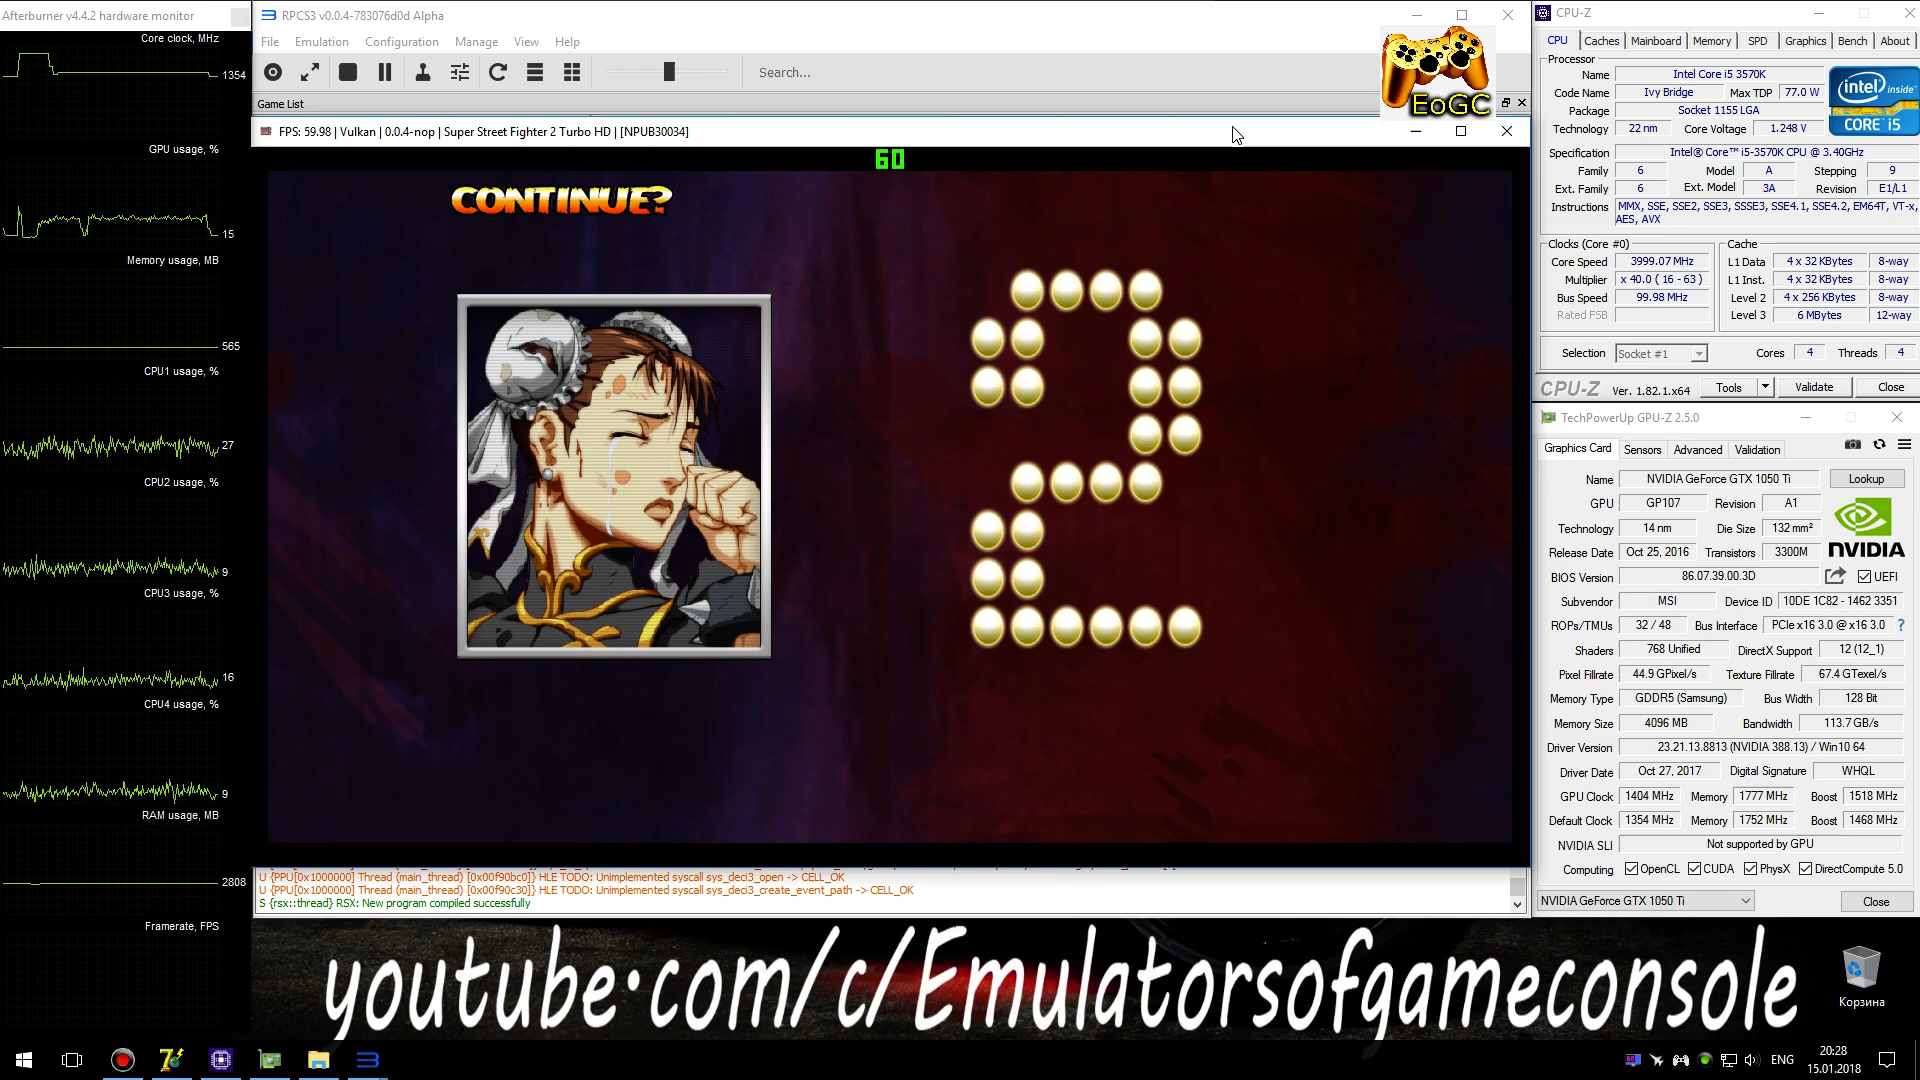 Afterburner v4.4.2 hardware monitor
Core clock, MHz
1354
GPU usage, %
15
Memory usage, MB
565
CPU1 usage, %
27
CPU2 usage, %
9
CPU3 usage, %
16
CPU4 usage, %
9
RAM usage, MB
2808
Framerate, FPS
RPCS3 v0.0.4-783076d0d Alpha
File Emulation Configuration Manage View Help
Search...
EoGC
Game List
FPS: 59.98 | Vulkan | 0.0.4-nop | Super Street Fighter 2 Turbo HD | [NPUB30034]
60
CONTINUE?
2
U {PPU[0x1000000] Thread (main_thread) [0x00f90bc0]} HLE TODO: Unimplemented syscall sys_deci3_open -> CELL_OK
U {PPU[0x1000000] Thread (main_thread) [0x00f90c30]} HLE TODO: Unimplemented syscall sys_deci3_create_event_path -> CELL_OK
S {rsx::thread} RSX: New program compiled successfully
youtube.com/c/Emulatorsofgameconsole
CPU-Z
CPU Caches Mainboard Memory SPD Graphics Bench About
Processor
Name Intel Core i5 3570K
Code Name Ivy Bridge Max TDP 77.0 W
Package Socket 1155 LGA
Technology 22 nm Core Voltage 1.248 V
intel inside™
CORE i5
Specification Intel® Core™ i5-3570K CPU @ 3.40GHz
Family 6 Model A Stepping 9
Ext. Family 6 Ext. Model 3A Revision E1/L1
Instructions MMX, SSE, SSE2, SSE3, SSSE3, SSE4.1, SSE4.2, EM64T, VT-x,
AES, AVX
Clocks (Core #0)
Core Speed 3999.07 MHz
Multiplier x 40.0 ( 16 - 63 )
Bus Speed 99.98 MHz
Rated FSB
Cache
L1 Data 4 x 32 KBytes 8-way
L1 Inst. 4 x 32 KBytes 8-way
Level 2 4 x 256 KBytes 8-way
Level 3 6 MBytes 12-way
Selection Socket #1 Cores 4 Threads 4
CPU-Z Ver. 1.82.1.x64 Tools Validate Close
TechPowerUp GPU-Z 2.5.0
Graphics Card Sensors Advanced Validation
Name NVIDIA GeForce GTX 1050 Ti Lookup
GPU GP107 Revision A1
Technology 14 nm Die Size 132 mm²
Release Date Oct 25, 2016 Transistors 3300M
NVIDIA
BIOS Version 86.07.39.00.3D UEFI
Subvendor MSI Device ID 10DE 1C82 - 1462 3351
ROPs/TMUs 32 / 48 Bus Interface PCIe x16 3.0 @ x16 3.0 ?
Shaders 768 Unified DirectX Support 12 (12_1)
Pixel Fillrate 44.9 GPixel/s Texture Fillrate 67.4 GTexel/s
Memory Type GDDR5 (Samsung) Bus Width 128 Bit
Memory Size 4096 MB Bandwidth 113.7 GB/s
Driver Version 23.21.13.8813 (NVIDIA 388.13) / Win10 64
Driver Date Oct 27, 2017 Digital Signature WHQL
GPU Clock 1404 MHz Memory 1777 MHz Boost 1518 MHz
Default Clock 1354 MHz Memory 1752 MHz Boost 1468 MHz
NVIDIA SLI Not supported by GPU
Computing OpenCL CUDA PhysX DirectCompute 5.0
NVIDIA GeForce GTX 1050 Ti Close
Корзина
ENG
20:28
15.01.2018